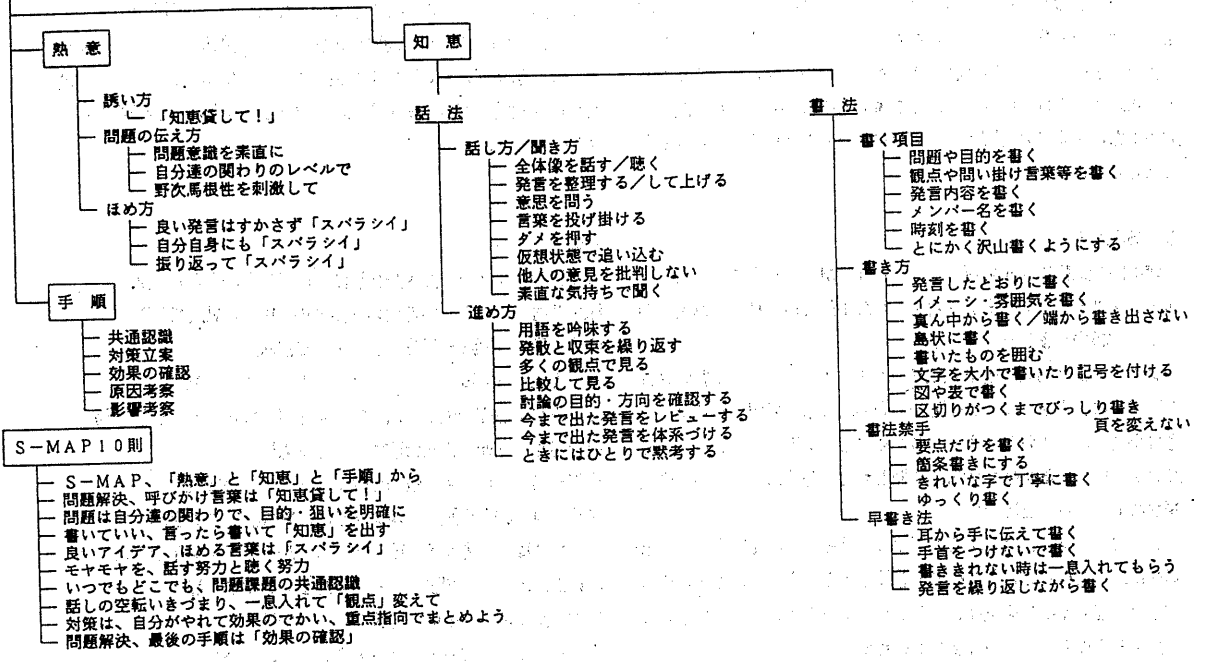 熱 意
誘い方
「知恵貸して!」
問題の伝え方
問題意識を素直に
自分達の関わりのレベルで
野次馬根性を刺激して
ほめ方
良い発言はすかさず「スバラシイ」
自分自身にも「スバラシイ」
振り返って「スバラシイ」
手 順
共通認識
対策立案
効果の確認
原因考察
影響考察
知 恵
話 法
話し方/聞き方
全体像を話す/聴く
発言を整理する/して上げる
意思を問う
言葉を投げ掛ける
ダメを押す
仮想状態で追い込む
他人の意見を批判しない
素直な気持ちで聞く
進め方
用語を吟味する
発散と収束を繰り返す
多くの観点で見る
比較して見る
討論の目的・方向を確認する
今まで出た発言をレビューする
今まで出た発言を体系づける
ときにはひとりで黙考する
書 法
書く項目
問題や目的を書く
観点や問い掛け言葉等を書く
発言内容を書く
メンバー名を書く
時刻を書く
とにかく沢山書くようにする
書き方
発言したとおりに書く
イメージ・雰囲気を書く
真ん中から書く/端から書き出さない
島状に書く
書いたものを囲む
文字を大小で書いたり記号を付ける
図や表で書く
区切りがつくまでびっしり書き
頁を変えない
書法禁手
要点だけを書く
箇条書きにする
きれいな字で丁寧に書く
ゆっくり書く
早書き法
耳から手に伝えて書く
手首をつけないで書く
書ききれない時は一息入れてもらう
発言を繰り返しながら書く
S-MAP10則
S-MAP、「熱意」と「知恵」と「手順」から
問題解決、呼びかけ言葉は「知恵貸して!」
問題は自分達の関わりで、目的・狙いを明確に
書いていい、言ったら書いて「知恵」を出す
良いアイデア、ほめる言葉は「スバラシイ」
モヤモヤを、話す努力と聴く努力
いつでもどこでも、問題課題の共通認識
話しの空転いきづまり、一息入れて「観点」変えて
対策は、自分がやれて効果のでかい、重点指向でまとめよう
問題解決、最後の手順は「効果の確認」